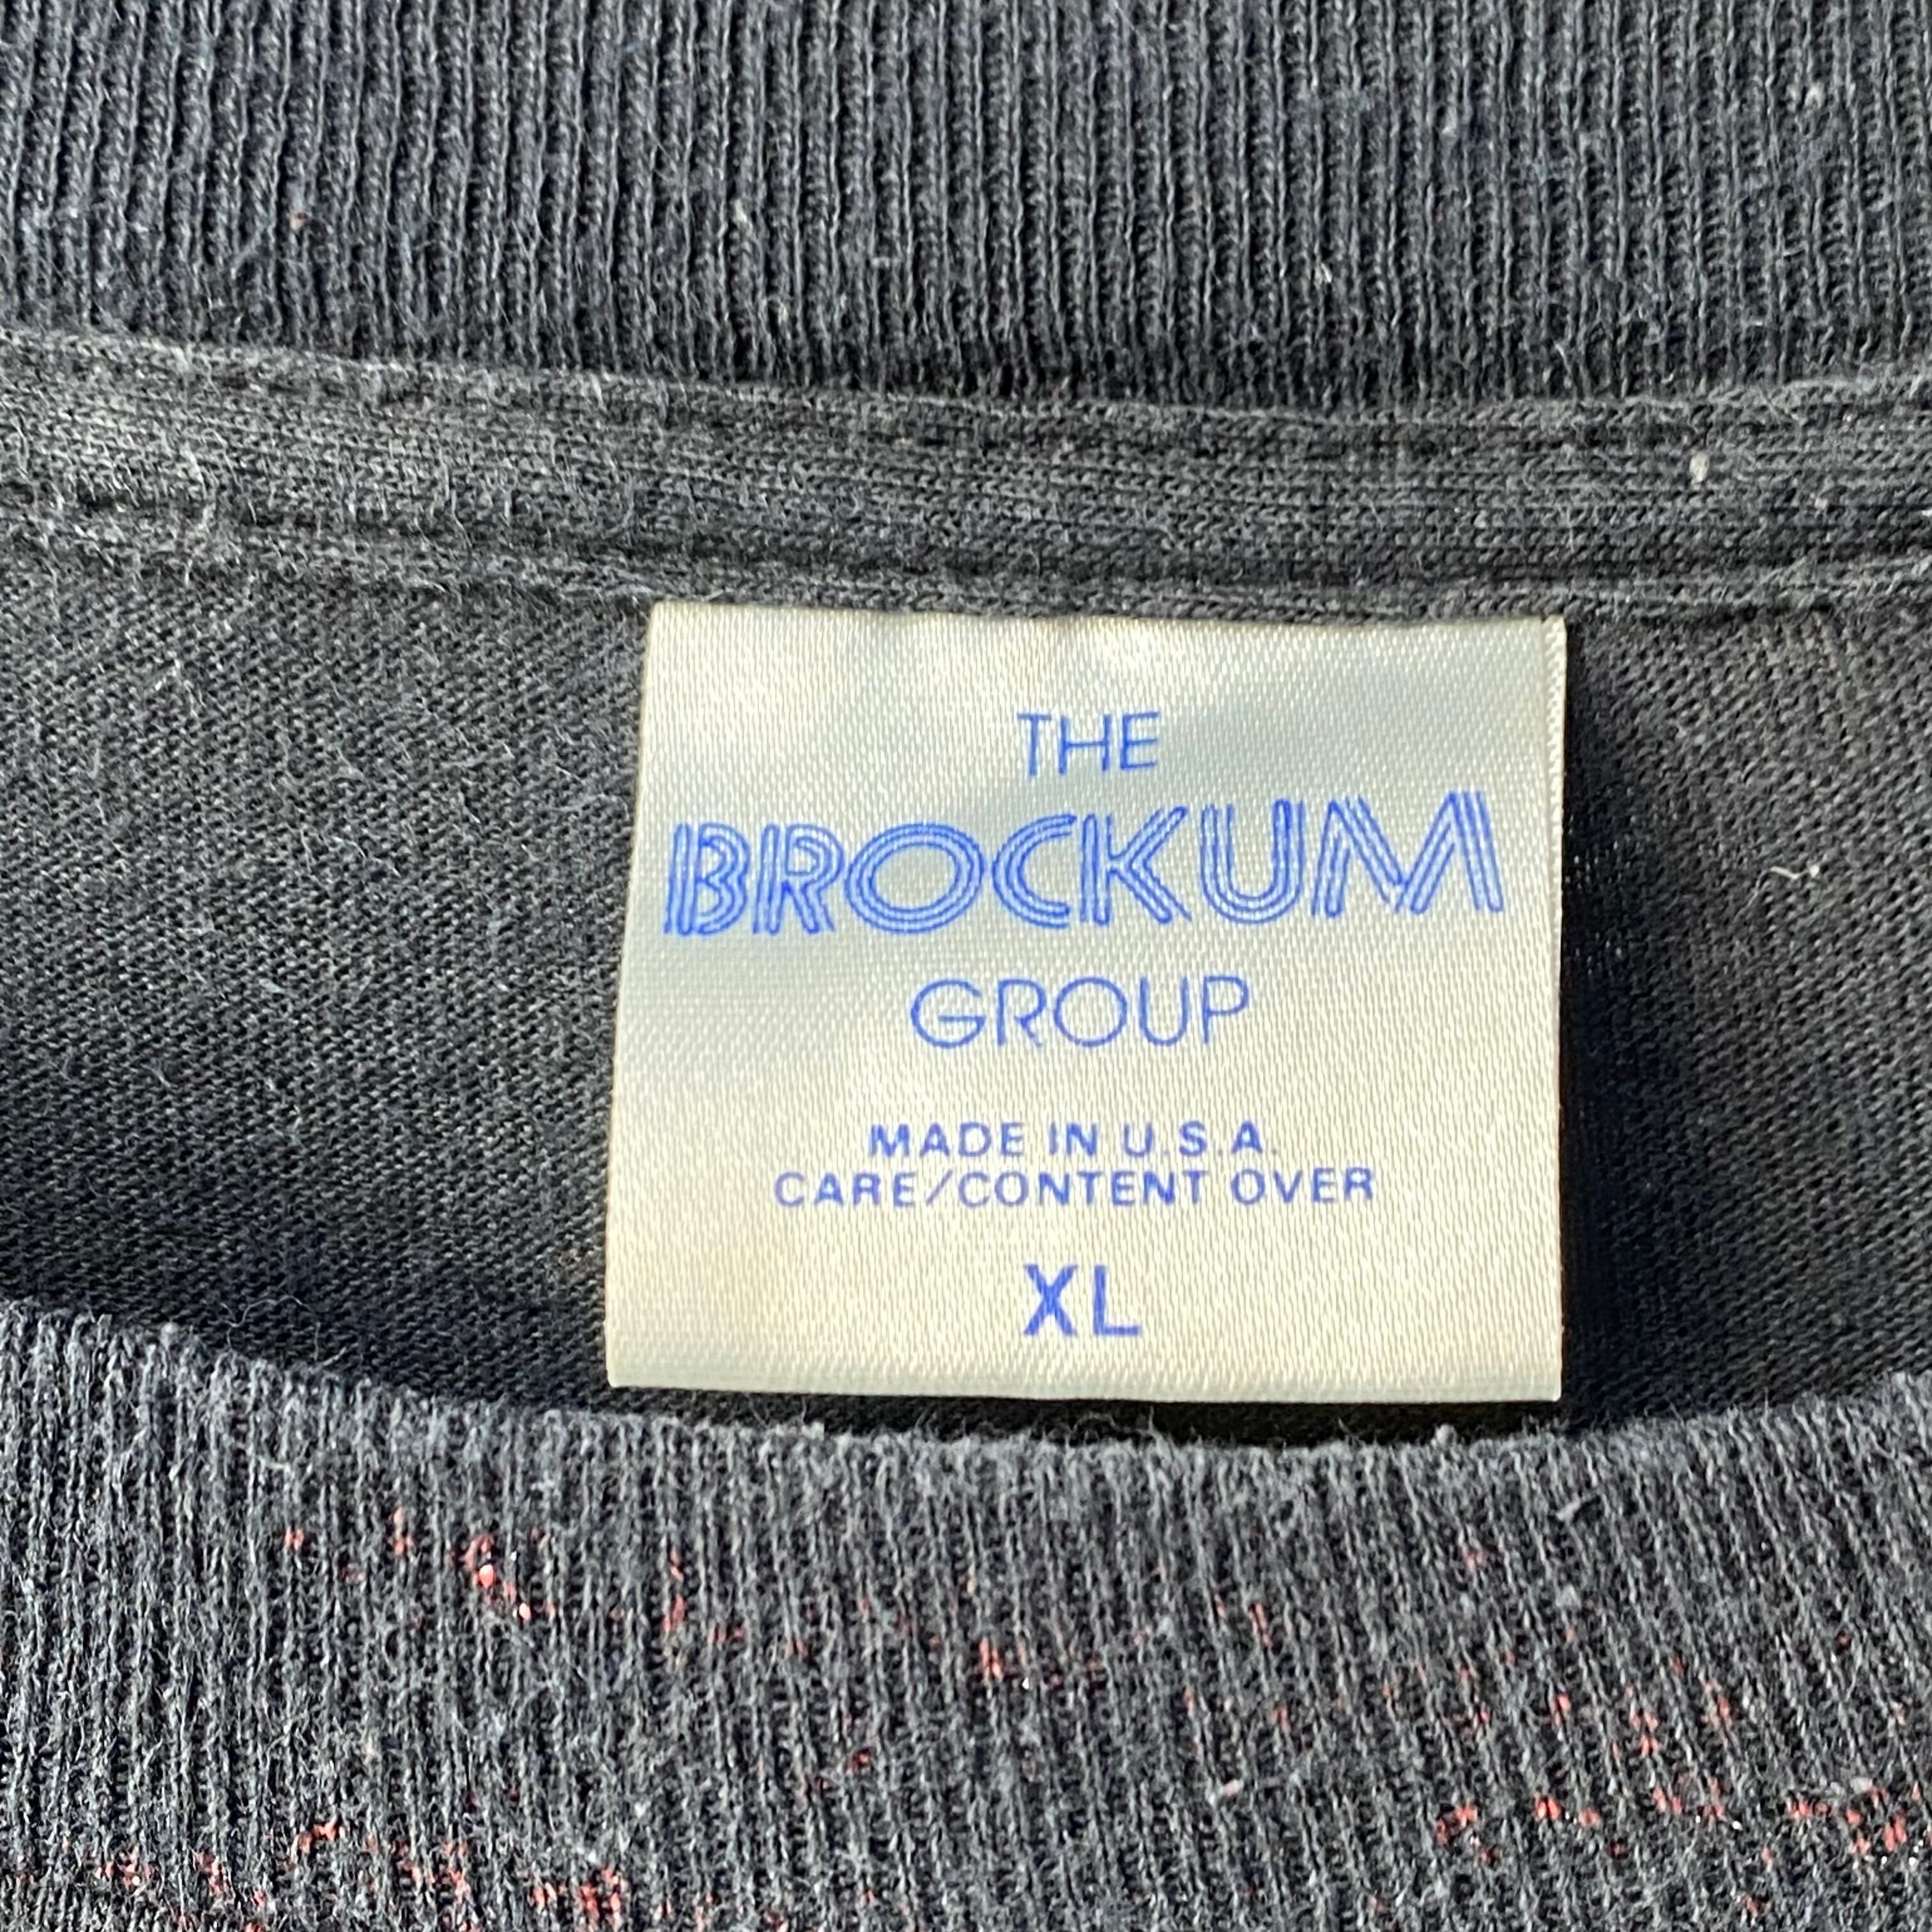 THE
BROCKUM
GROUP
MADE IN U.S.A.
CARE/CONTENT OVER
XL